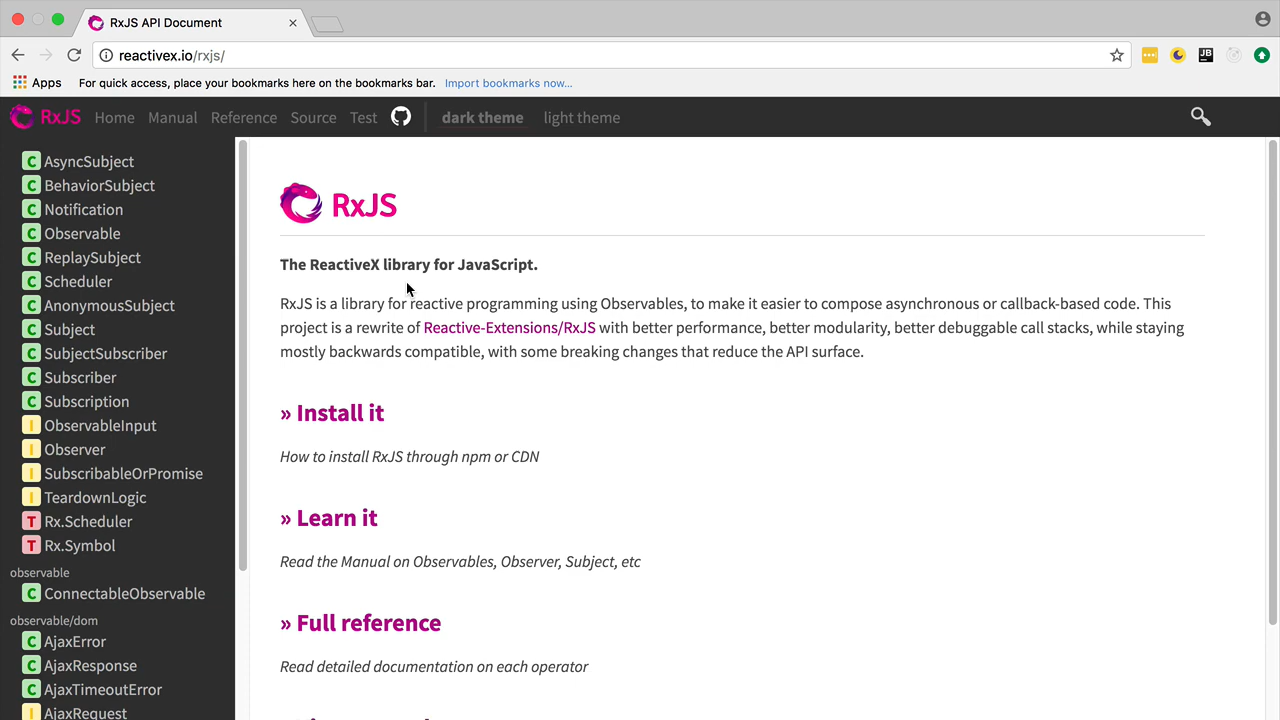 RxJS API Document
reactivex.io/rxjs/
JB
Apps
For quick access, place your bookmarks here on the bookmarks bar. Import bookmarks now...
RxJS Home Manual Reference Source Test dark theme light theme
C AsyncSubject
C BehaviorSubject
C Notification
C Observable
C ReplaySubject
C Scheduler
C AnonymousSubject
C Subject
C SubjectSubscriber
C Subscriber
C Subscription
I ObservableInput
I Observer
I SubscribableOrPromise
I TeardownLogic
T Rx.Scheduler
T Rx.Symbol
observable
C ConnectableObservable
observable/dom
C AjaxError
C AjaxResponse
C AjaxTimeoutError
I AjaxRequest
RxJS
The ReactiveX library for JavaScript.
RxJS is a library for reactive programming using Observables, to make it easier to compose asynchronous or callback-based code. This
project is a rewrite of Reactive-Extensions/RxJS with better performance, better modularity, better debuggable call stacks, while staying
mostly backwards compatible, with some breaking changes that reduce the API surface.
» Install it
How to install RxJS through npm or CDN
» Learn it
Read the Manual on Observables, Observer, Subject, etc
» Full reference
Read detailed documentation on each operator